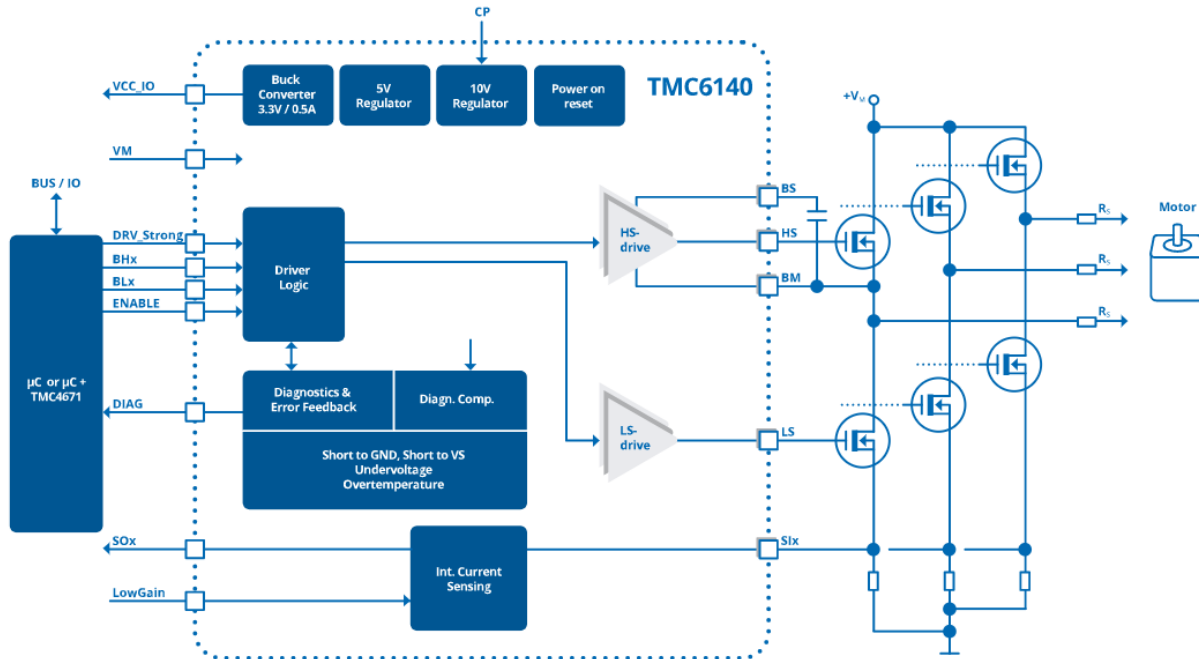 CP
TMC6140
VCC_IO
Buck
Converter
3.3V / 0.5A
5V
Regulator
10V
Regulator
Power on
reset
+VM
VM
BUS / IO
BS
HS
BM
RS
RS
RS
Motor
DRV_Strong
BHx
BLx
ENABLE
Driver
Logic
HS-
drive
µC or µC +
TMC4671
DIAG
Diagnostics &
Error Feedback
Diagn. Comp.
Short to GND, Short to VS
Undervoltage
Overtemperature
LS-
drive
LS
SOx
Int. Current
Sensing
SIx
LowGain